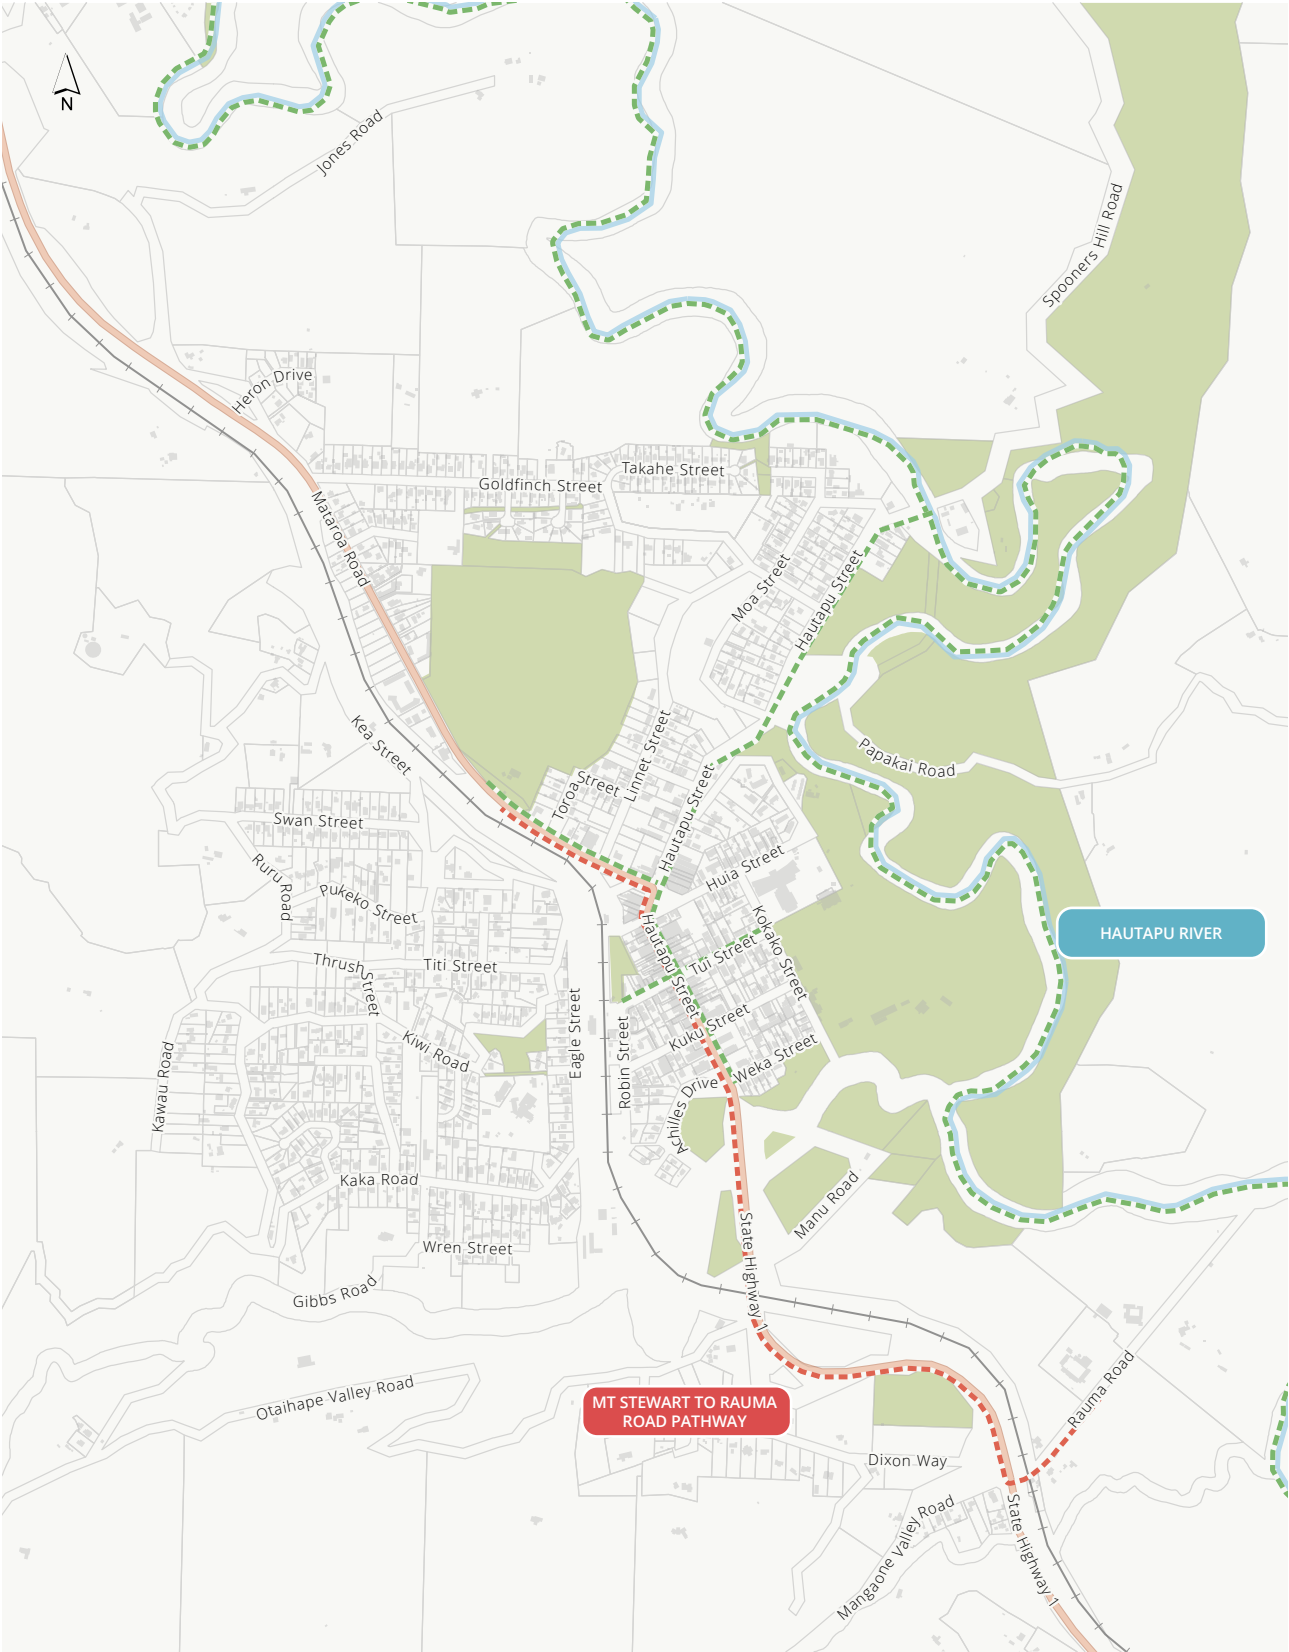 N
Jones Road
Spooners Hill Road
Heron Drive
Takahe Street
Goldfinch Street
Mataroa Road
Moa Street
Hautapu Street
Kea Street
Linnet Street
Papakai Road
Toroa
Street
Hautapu Street
Swan Street
Huia Street
Ruru Road
Pukeko Street
Kokako Street
Hautapu Street
HAUTAPU RIVER
Tui Street
Thrush Street
Titi Street
Eagle Street
Robin Street
Kuku Street
Kiwi Road
Weka Street
Kawau Road
Achilles Drive
Kaka Road
Manu Road
State Highway 1
Wren Street
Gibbs Road
Otaihape Valley Road
MT STEWART TO RAUMA
ROAD PATHWAY
Rauma Road
Dixon Way
Mangaone Valley Road
State Highway 1